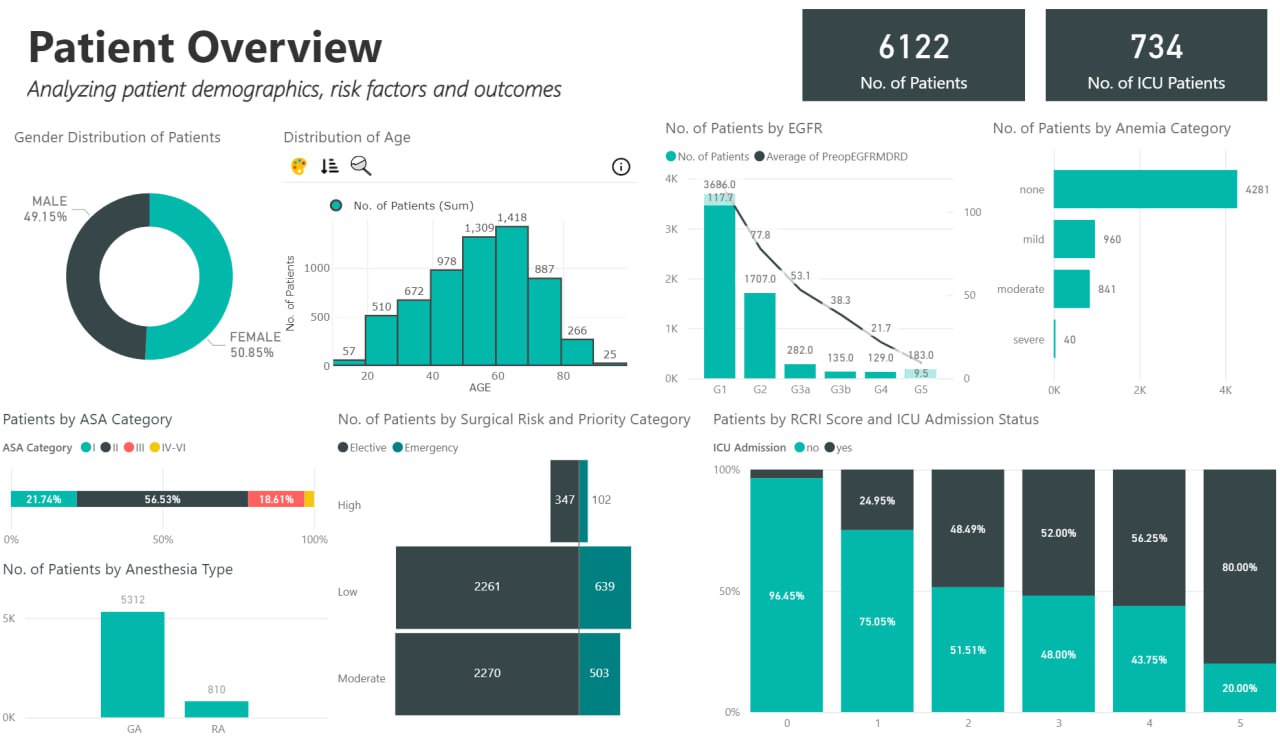 Patient Overview
Analyzing patient demographics, risk factors and outcomes
6122
No. of Patients
734
No. of ICU Patients
Gender Distribution of Patients
MALE
49.15%
FEMALE
50.85%
Distribution of Age
No. of Patients (Sum)
No. of Patients
1000
500
0
57
510
672
978
1,309
1,418
887
266
25
20
40
60
80
AGE
No. of Patients by EGFR
No. of Patients
Average of PreopEGFRMDRD
4K
3K
2K
1K
0K
3686.0
117.7
77.8
1707.0
53.1
282.0
38.3
135.0
21.7
129.0
183.0
9.5
100
50
0
G1
G2
G3a
G3b
G4
G5
No. of Patients by Anemia Category
none
4281
mild
960
moderate
841
severe
40
0K
2K
4K
Patients by ASA Category
ASA Category
I
II
III
IV-VI
21.74%
56.53%
18.61%
0%
50%
100%
No. of Patients by Anesthesia Type
5K
0K
5312
810
GA
RA
No. of Patients by Surgical Risk and Priority Category
Elective
Emergency
High
347
102
Low
2261
639
Moderate
2270
503
Patients by RCRI Score and ICU Admission Status
ICU Admission
no
yes
100%
50%
0%
96.45%
24.95%
75.05%
48.49%
51.51%
52.00%
48.00%
56.25%
43.75%
80.00%
20.00%
0
1
2
3
4
5